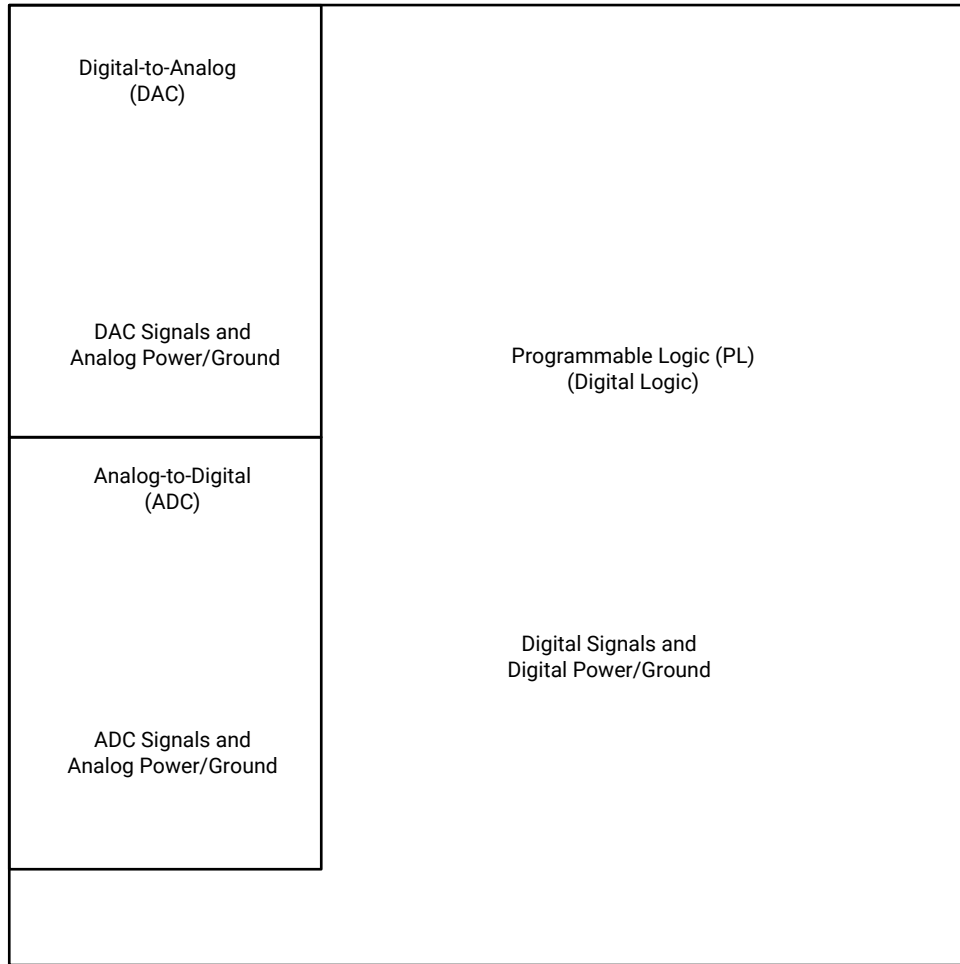 Digital-to-Analog
(DAC)
DAC Signals and
Analog Power/Ground
Analog-to-Digital
(ADC)
ADC Signals and
Analog Power/Ground
Programmable Logic (PL)
(Digital Logic)
Digital Signals and
Digital Power/Ground